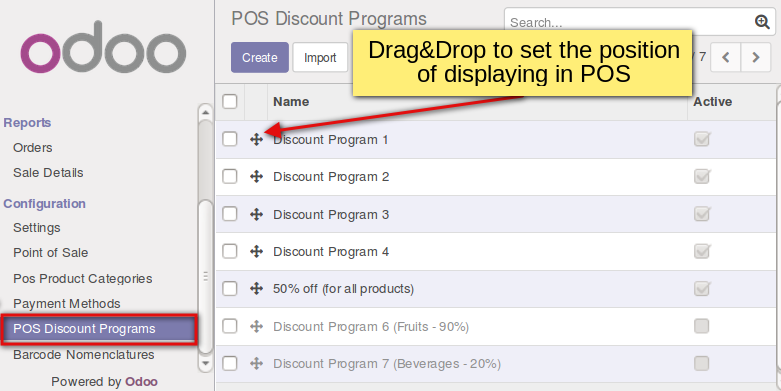 odoo
Reports
Orders
Sale Details
Configuration
Settings
Point of Sale
Pos Product Categories
Payment Methods
POS Discount Programs
Barcode Nomenclatures
Powered by Odoo
POS Discount Programs
Search...
Create
Import
Drag&Drop to set the position
of displaying in POS
/ 7
Name
Active
Discount Program 1
Discount Program 2
Discount Program 3
Discount Program 4
50% off (for all products)
Discount Program 6 (Fruits - 90%)
Discount Program 7 (Beverages - 20%)